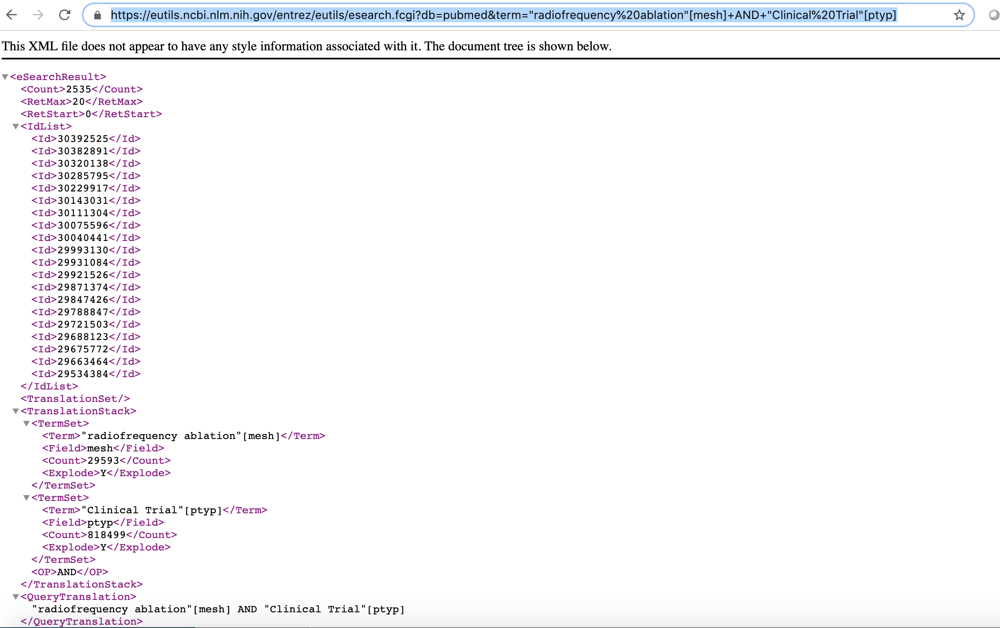 https://eutils.ncbi.nlm.nih.gov/entrez/eutils/esearch.fcgi?db=pubmed&term="radiofrequency%20ablation"[mesh]+AND+"Clinical%20Trial"[ptyp]
This XML file does not appear to have any style information associated with it. The document tree is shown below.
<eSearchResult>
<Count>2535</Count>
<RetMax>20</RetMax>
<RetStart>0</RetStart>
<IdList>
<Id>30392525</Id>
<Id>30382891</Id>
<Id>30320138</Id>
<Id>30285795</Id>
<Id>30229917</Id>
<Id>30143031</Id>
<Id>30111304</Id>
<Id>30075596</Id>
<Id>30040441</Id>
<Id>29993130</Id>
<Id>29931084</Id>
<Id>29921526</Id>
<Id>29871374</Id>
<Id>29847426</Id>
<Id>29788847</Id>
<Id>29721503</Id>
<Id>29688123</Id>
<Id>29675772</Id>
<Id>29663464</Id>
<Id>29534384</Id>
</IdList>
<TranslationSet/>
<TranslationStack>
<TermSet>
<Term>"radiofrequency ablation"[mesh]</Term>
<Field>mesh</Field>
<Count>29593</Count>
<Explode>Y</Explode>
</TermSet>
<TermSet>
<Term>"Clinical Trial"[ptyp]</Term>
<Field>ptyp</Field>
<Count>818499</Count>
<Explode>Y</Explode>
</TermSet>
<OP>AND</OP>
</TranslationStack>
<QueryTranslation>
"radiofrequency ablation"[mesh] AND "Clinical Trial"[ptyp]
</QueryTranslation>